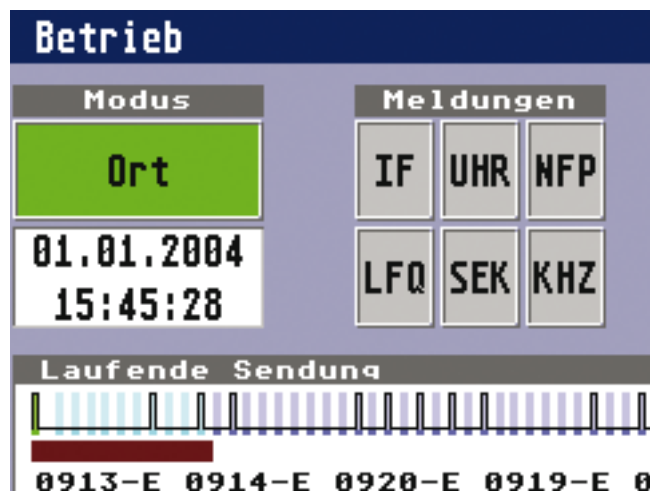 Betrieb
Modus
Meldungen
Ort
IF UHR NFP
01.01.2004
15:45:28
LFQ SEK KHZ
Laufende Sendung
0913-E 0914-E 0920-E 0919-E 0